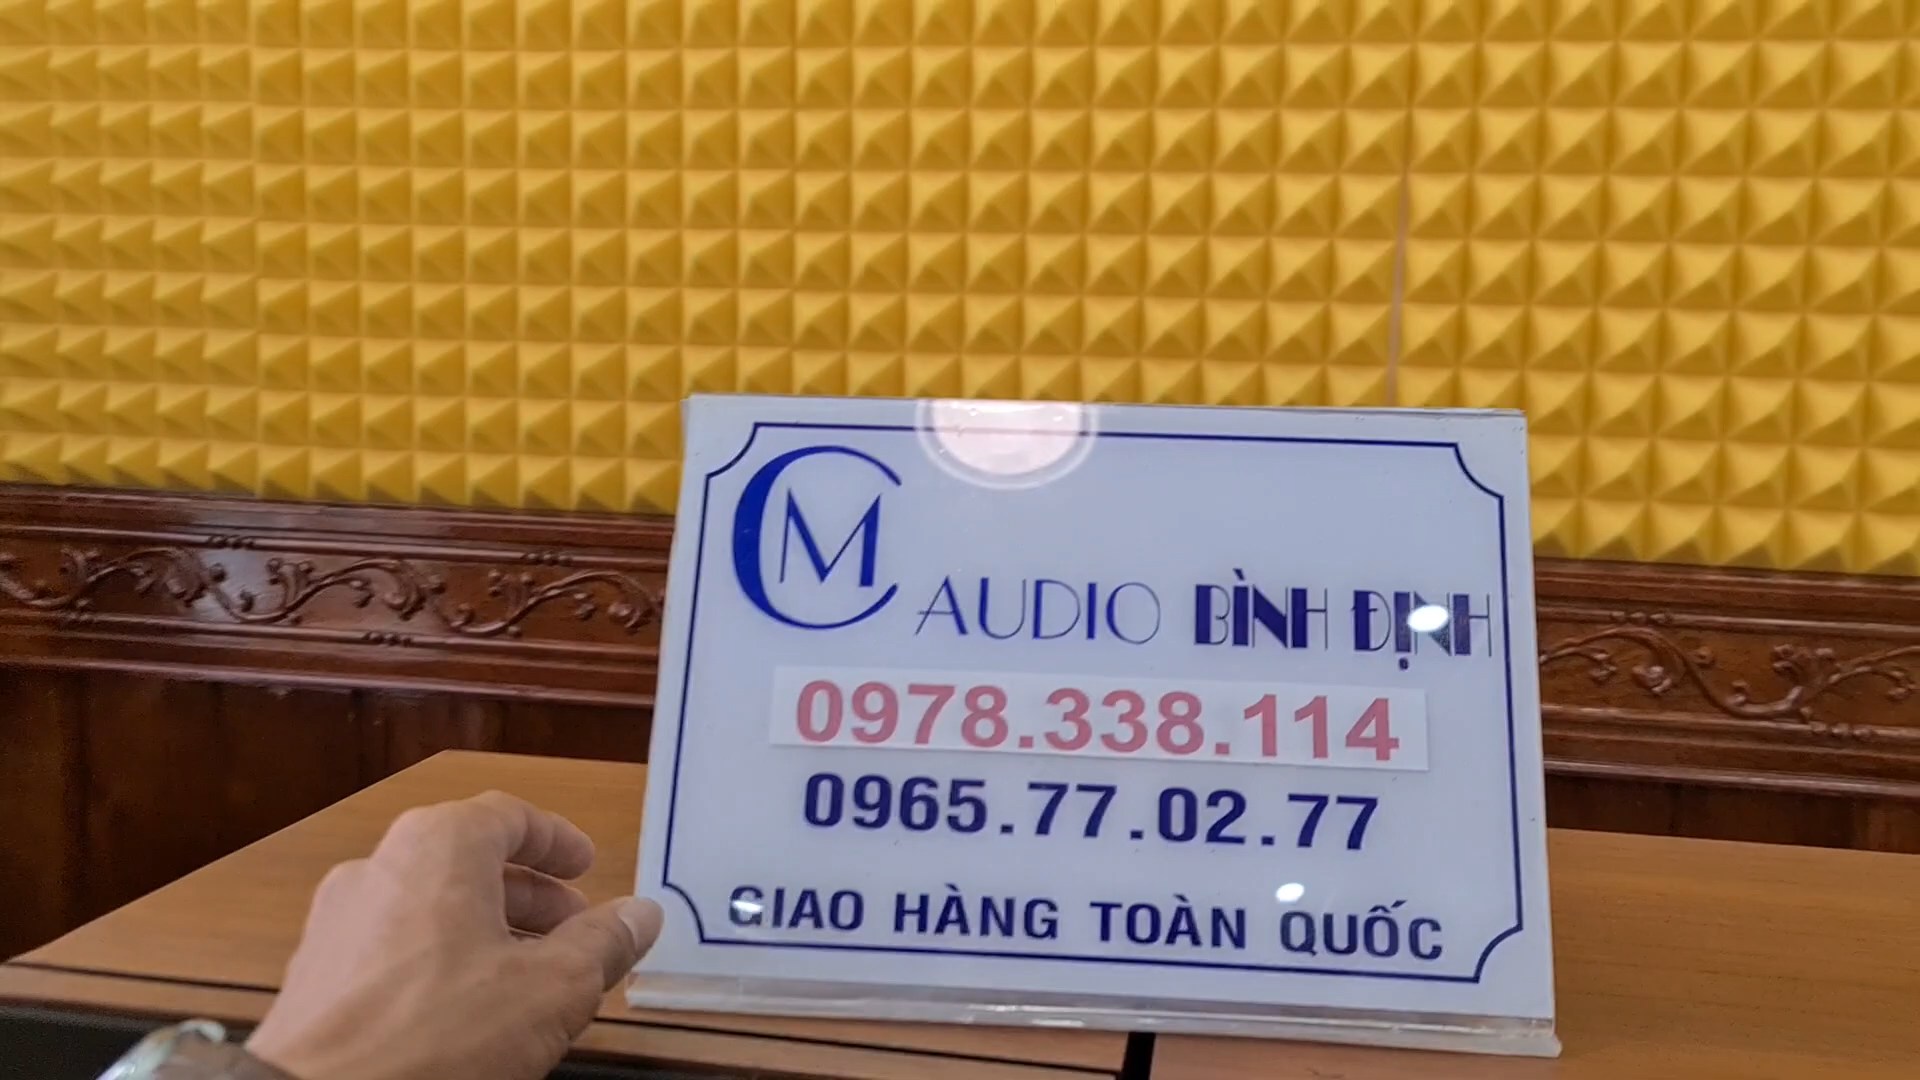 CM AUDIO BÌNH ĐỊNH
0978.338.114
0965.77.02.77
GIAO HÀNG TOÀN QUỐC